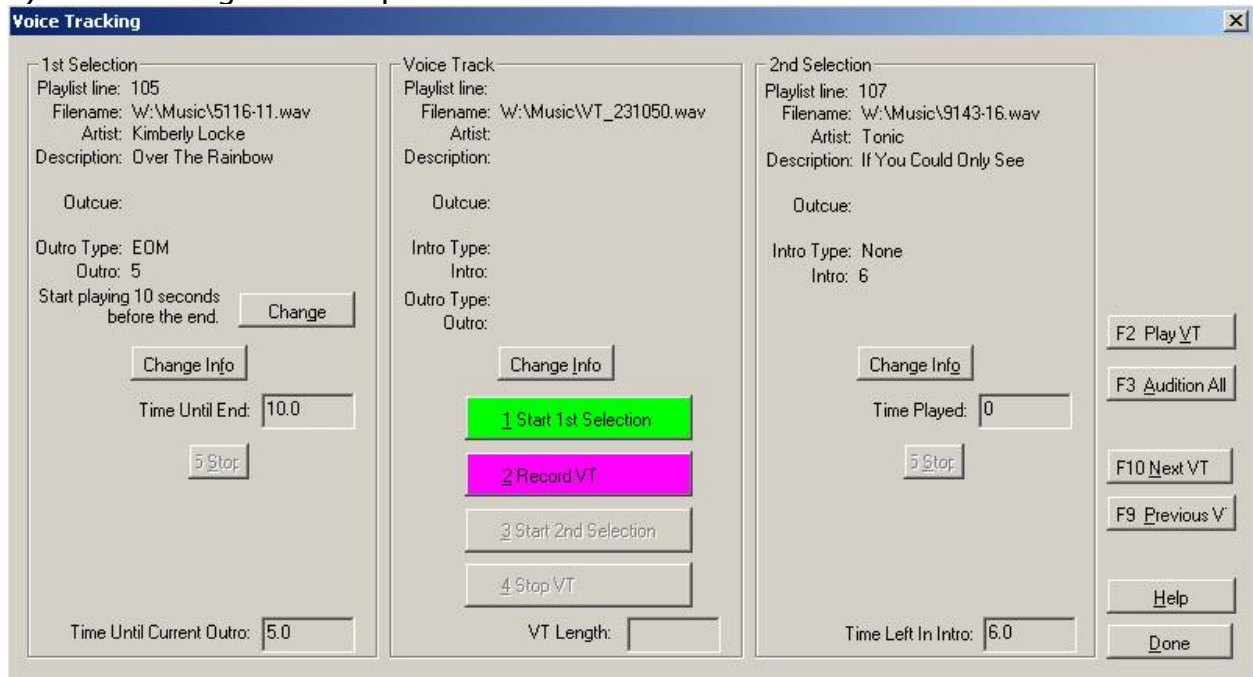 Voice Tracking
1st Selection
Playlist line: 105
Filename: W:\Music\5116-11.wav
Artist: Kimberly Locke
Description: Over The Rainbow
Outcue:
Outro Type: EOM
Outro: 5
Start playing 10 seconds
before the end.
Change
Change Info
Time Until End: 10.0
5 Stop
Time Until Current Outro: 5.0
Voice Track
Playlist line:
Filename: W:\Music\VT_231050.wav
Artist:
Description:
Outcue:
Intro Type:
Intro:
Outro Type:
Outro:
Change Info
1 Start 1st Selection
2 Record VT
3 Start 2nd Selection
4 Stop VT
VT Length:
2nd Selection
Playlist line: 107
Filename: W:\Music\9143-16.wav
Artist: Tonic
Description: If You Could Only See
Outcue:
Intro Type: None
Intro: 6
Change Info
Time Played: 0
5 Stop
Time Left In Intro: 6.0
F2 Play VT
F3 Audition All
F10 Next VT
F9 Previous V
Help
Done